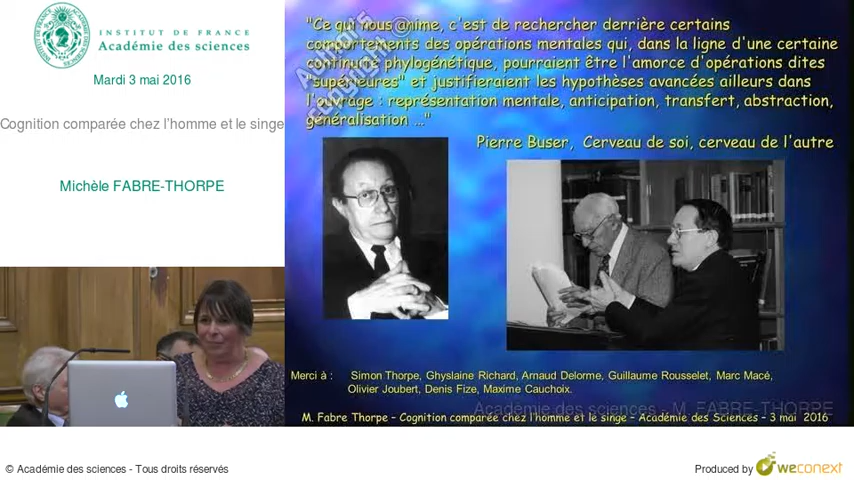 INSTITUT DE FRANCE
Académie des sciences
Mardi 3 mai 2016
Cognition comparée chez l'homme et le singe
Michèle FABRE-THORPE
"Ce qui nous anime, c'est de rechercher derrière certains
comportements des opérations mentales qui, dans la ligne d'une certaine
continuité phylogénétique, pourraient être l'amorce d'opérations dites
"supérieures" et justifieraient les hypothèses avancées ailleurs dans
l'ouvrage : représentation mentale, anticipation, transfert, abstraction,
généralisation ..."
Pierre Buser, Cerveau de soi, cerveau de l'autre
Merci à : Simon Thorpe, Ghyslaine Richard, Arnaud Delorme, Guillaume Rousselet, Marc Macé,
Olivier Joubert, Denis Fize, Maxime Cauchoix.
Académie des sciences - M. FABRE-THORPE
M. Fabre Thorpe – Cognition comparée chez l'homme et le singe – Académie des Sciences – 3 mai 2016
© Académie des sciences - Tous droits réservés
Produced by weconext